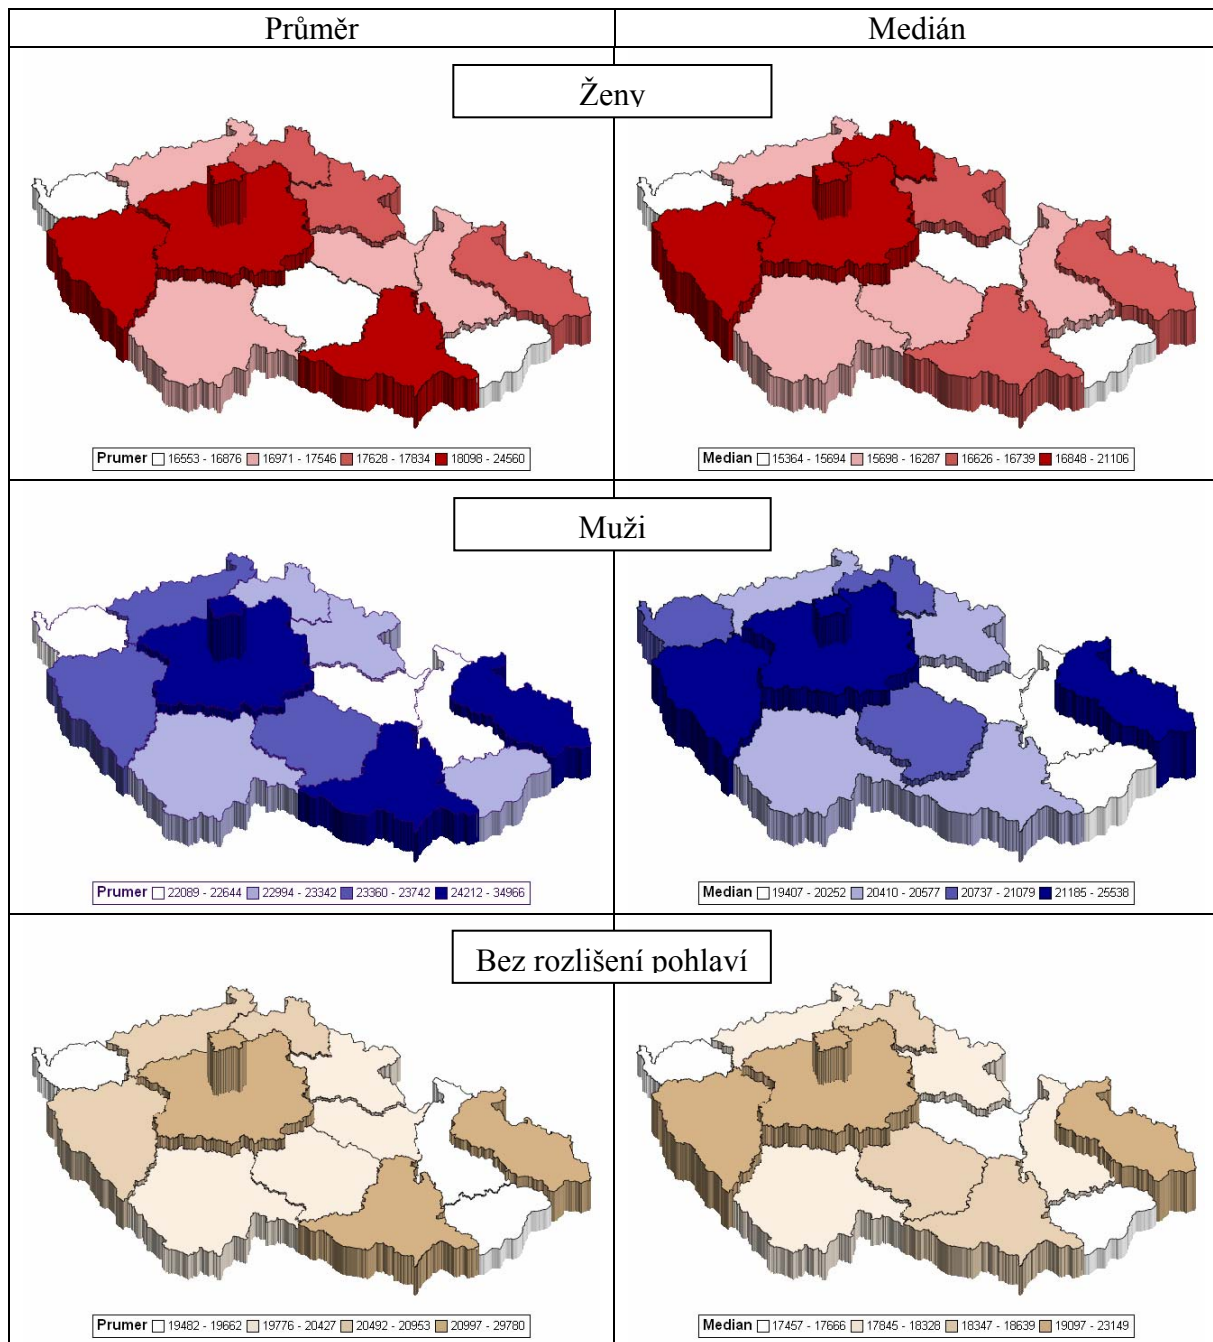 Průměr
Medián
Ženy
Prumer 16553 - 16876 16971 - 17546 17628 - 17834 18098 - 24560
Median 15364 - 15694 15698 - 16287 16626 - 16739 16848 - 21106
Muži
Prumer 22089 - 22644 22994 - 23342 23360 - 23742 24212 - 34966
Median 19407 - 20252 20410 - 20577 20737 - 21079 21185 - 25538
Bez rozlišení pohlaví
Prumer 19482 - 19662 19776 - 20427 20492 - 20953 20997 - 29780
Median 17457 - 17666 17845 - 18328 18347 - 18639 19097 - 23149